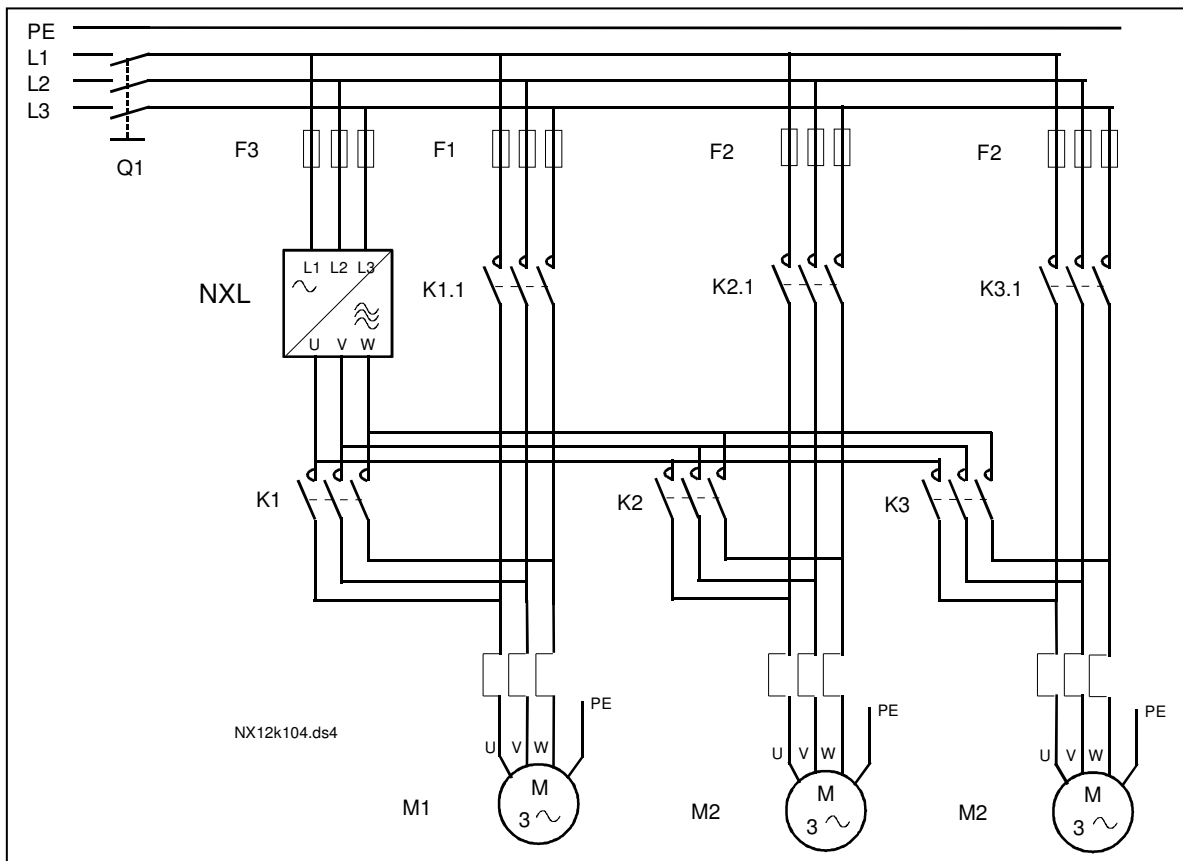 PE
L1
L2
L3
Q1
F3
F1
F2
F2
L1 L2 L3
NXL
U V W
K1.1
K2.1
K3.1
K1
K2
K3
NX12k104.ds4
PE
PE
PE
U V W
U V W
U V W
M1
M
3
M2
M
3
M2
M
3